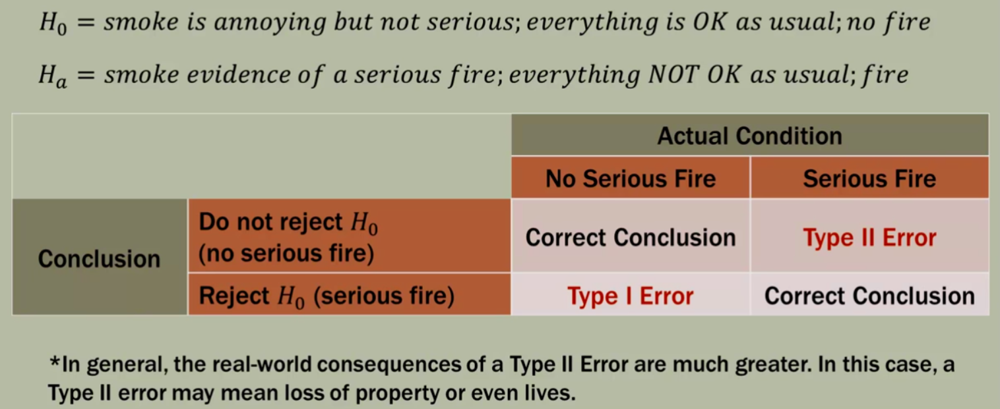 H₀ = smoke is annoying but not serious; everything is OK as usual; no fire
Hₐ = smoke evidence of a serious fire; everything NOT OK as usual; fire
Actual Condition
No Serious Fire
Serious Fire
Conclusion
Do not reject H₀
(no serious fire)
Correct Conclusion
Type II Error
Reject H₀ (serious fire)
Type I Error
Correct Conclusion
*In general, the real-world consequences of a Type II Error are much greater. In this case, a
Type II error may mean loss of property or even lives.